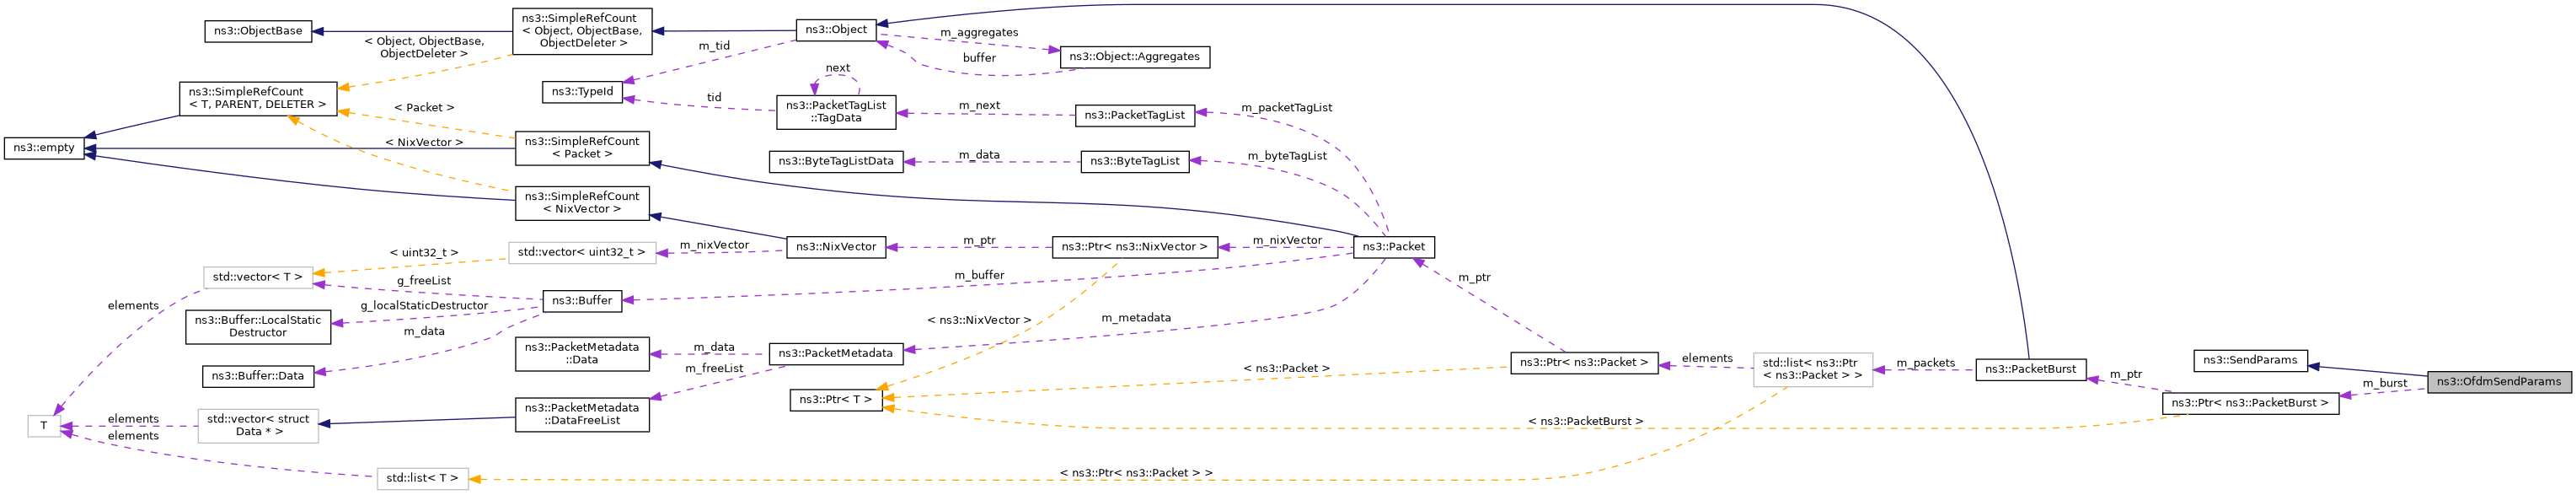 ns3::ObjectBase
ns3::SimpleRefCount
< Object, ObjectBase,
ObjectDeleter >
ns3::Object
m_aggregates
ns3::Object::Aggregates
buffer
m_tid
< Object, ObjectBase,
ObjectDeleter >
ns3::SimpleRefCount
< T, PARENT, DELETER >
ns3::TypeId
next
tid
ns3::PacketTagList
::TagData
m_next
ns3::PacketTagList
m_packetTagList
< Packet >
ns3::empty
< NixVector >
ns3::SimpleRefCount
< Packet >
ns3::ByteTagListData
m_data
ns3::ByteTagList
m_byteTagList
ns3::SimpleRefCount
< NixVector >
< uint32_t >
std::vector< uint32_t >
m_nixVector
ns3::NixVector
m_ptr
ns3::Ptr< ns3::NixVector >
m_nixVector
ns3::Packet
std::vector< T >
g_freeList
ns3::Buffer
m_buffer
m_ptr
elements
ns3::Buffer::LocalStatic
Destructor
g_localStaticDestructor
m_data
ns3::Buffer::Data
ns3::PacketMetadata
::Data
m_data
m_freeList
ns3::PacketMetadata
m_metadata
< ns3::NixVector >
ns3::Ptr< T >
< ns3::Packet >
ns3::Ptr< ns3::Packet >
elements
std::list< ns3::Ptr
< ns3::Packet > >
m_packets
ns3::PacketBurst
m_ptr
ns3::SendParams
ns3::Ptr< ns3::PacketBurst >
m_burst
ns3::OfdmSendParams
T
elements
elements
std::vector< struct
Data * >
ns3::PacketMetadata
::DataFreeList
< ns3::PacketBurst >
std::list< T >
< ns3::Ptr< ns3::Packet > >